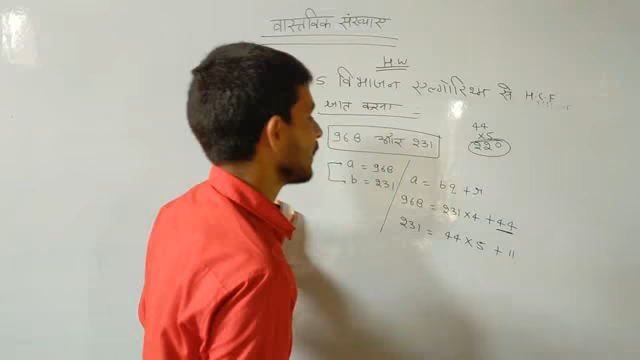 वास्तविक संख्याए
H.W
विभाजन एल्गोरिथ्म से H.C.F
ज्ञात करना
968 और 231
44
×5
220
a = 968
b = 231
a = bq + r
968 = 231 × 4 + 44
231 = 44 × 5 + 11